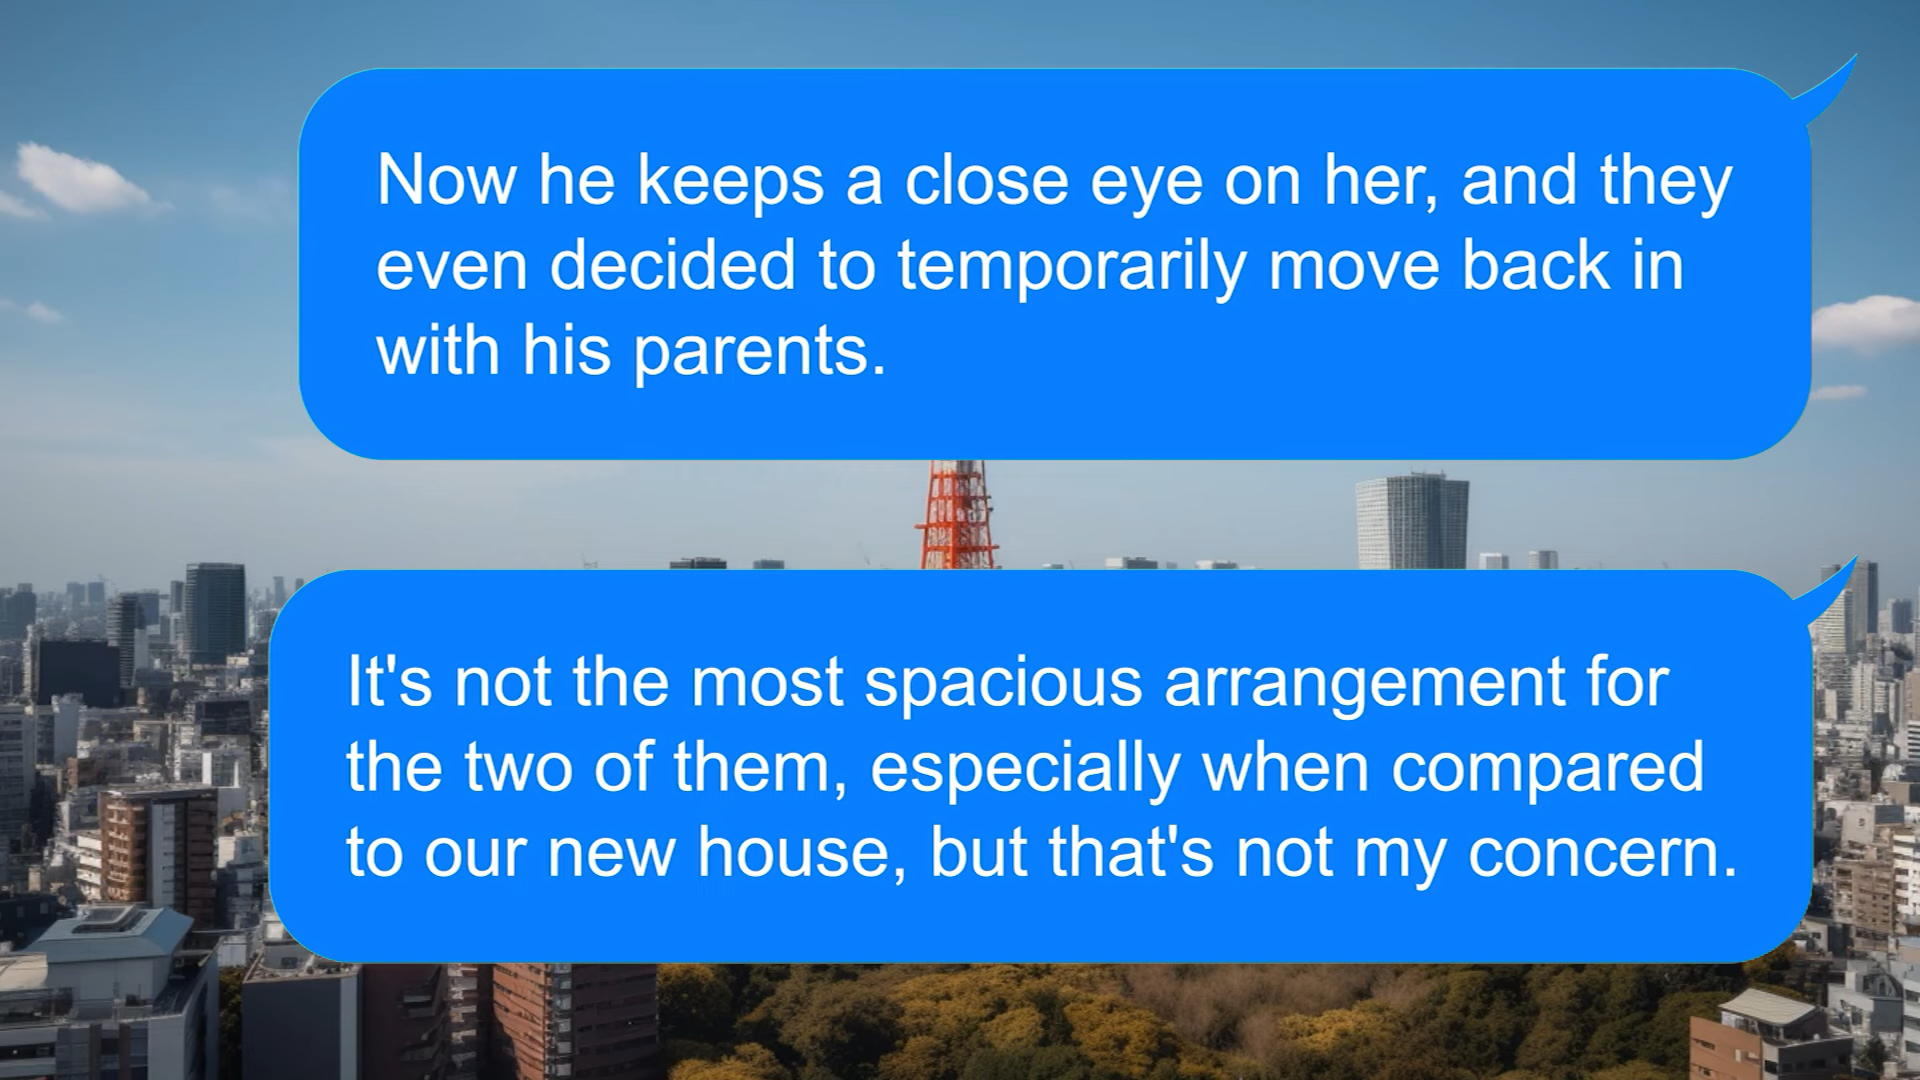 Now he keeps a close eye on her, and they
even decided to temporarily move back in
with his parents.
It's not the most spacious arrangement for
the two of them, especially when compared
to our new house, but that's not my concern.